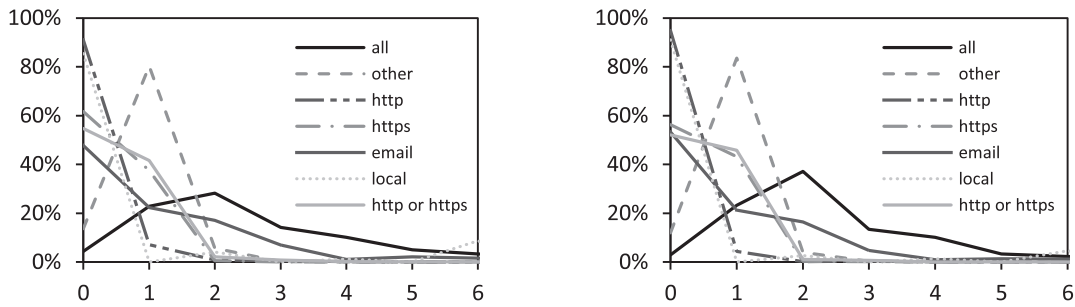 100%
80%
60%
40%
20%
0%
0 1 2 3 4 5 6
all
other
http
https
email
local
http or https
100%
80%
60%
40%
20%
0%
0 1 2 3 4 5 6
all
other
http
https
email
local
http or https